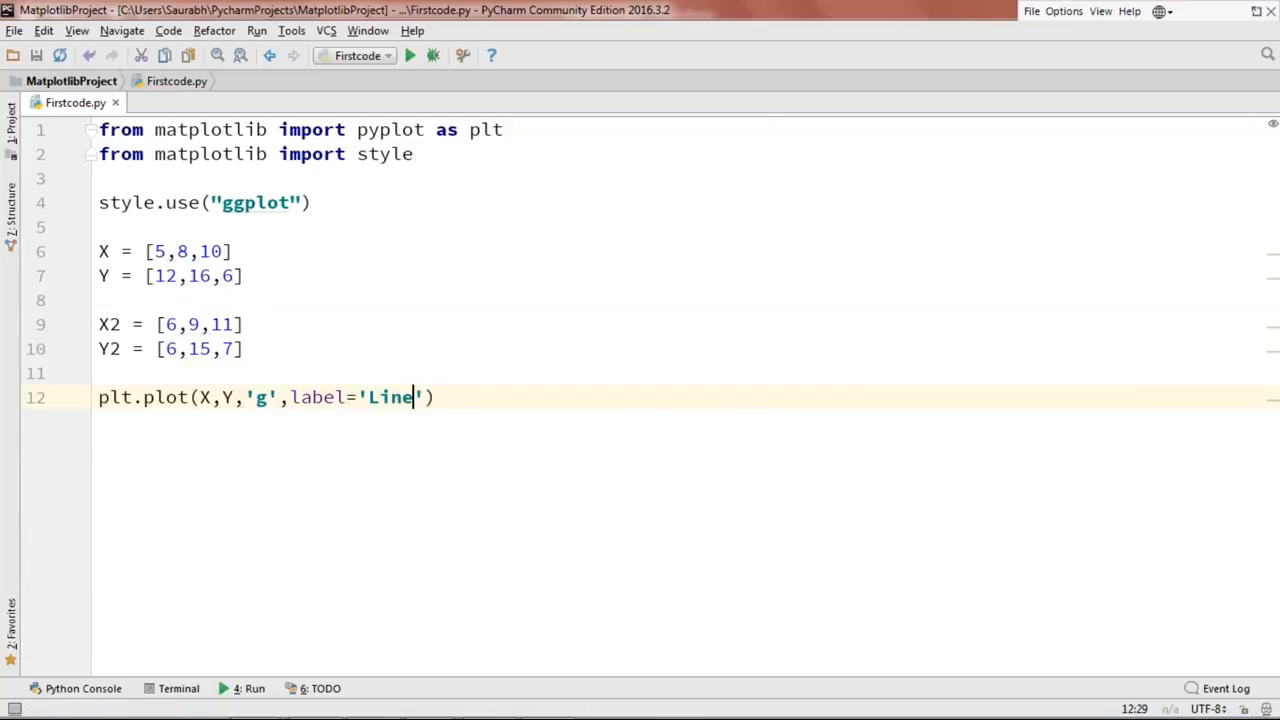 MatplotlibProject - [C:\Users\Saurabh\PycharmProjects\MatplotlibProject] - ...\Firstcode.py - PyCharm Community Edition 2016.3.2
File Options View Help
File Edit View Navigate Code Refactor Run Tools VCS Window Help
Firstcode
MatplotlibProject Firstcode.py
Firstcode.py
1: Project
7: Structure
2: Favorites
1 from matplotlib import pyplot as plt
2 from matplotlib import style
3
4 style.use("ggplot")
5
6 X = [5,8,10]
7 Y = [12,16,6]
8
9 X2 = [6,9,11]
10 Y2 = [6,15,7]
11
12 plt.plot(X,Y,'g',label='Line')
Python Console Terminal 4: Run 6: TODO Event Log
12:29 n/a UTF-8